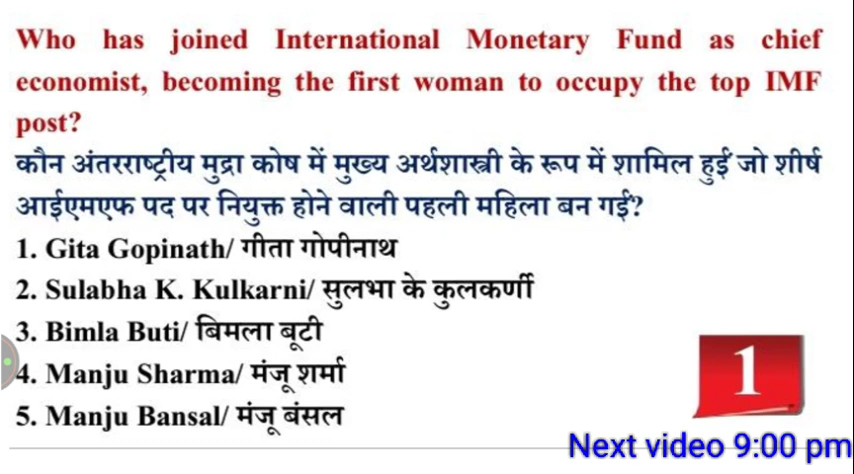 Who has joined International Monetary Fund as chief
economist, becoming the first woman to occupy the top IMF
post?
कौन अंतरराष्ट्रीय मुद्रा कोष में मुख्य अर्थशास्त्री के रूप में शामिल हुईं जो शीर्ष
आईएमएफ पद पर नियुक्त होने वाली पहली महिला बन गईं?
1. Gita Gopinath/ गीता गोपीनाथ
2. Sulabha K. Kulkarni/ सुलभा के कुलकर्णी
3. Bimla Buti/ बिमला बूटी
4. Manju Sharma/ मंजू शर्मा
5. Manju Bansal/ मंजू बंसल
1
Next video 9:00 pm